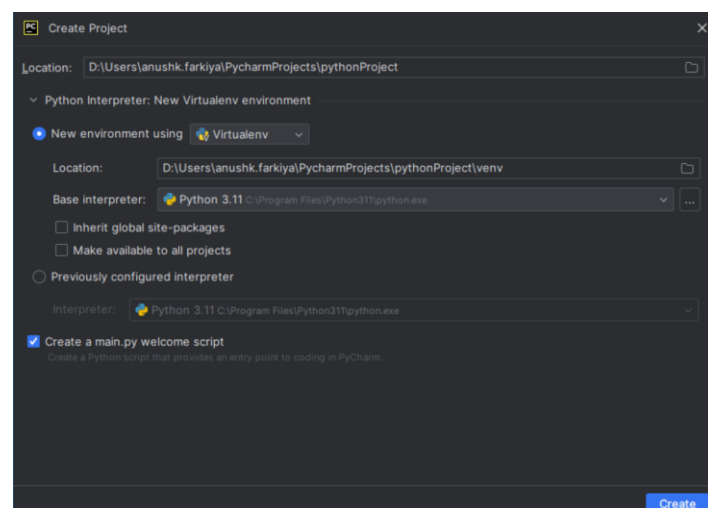 PC Create Project
Location: D:\Users\anushk.farkiya\PycharmProjects\pythonProject
Python Interpreter: New Virtualenv environment
New environment using Virtualenv
Location: D:\Users\anushk.farkiya\PycharmProjects\pythonProject\venv
Base interpreter: Python 3.11 C:\Program Files\Python311\python.exe ...
Inherit global site-packages
Make available to all projects
Previously configured interpreter
Interpreter: Python 3.11 C:\Program Files\Python311\python.exe
Create a main.py welcome script
Create a Python script that provides an entry point to coding in PyCharm.
Create